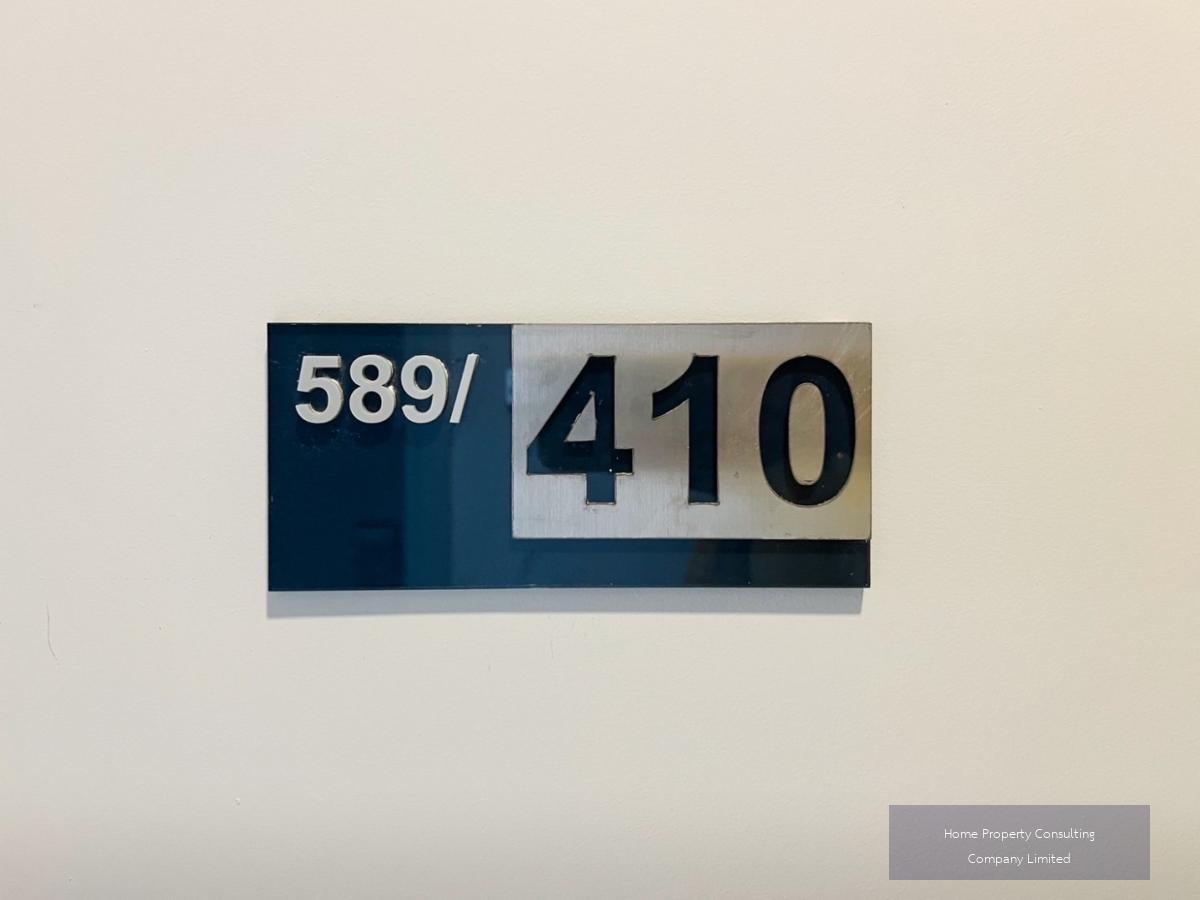 589/ 410
Home Property Consulting
Company Limited